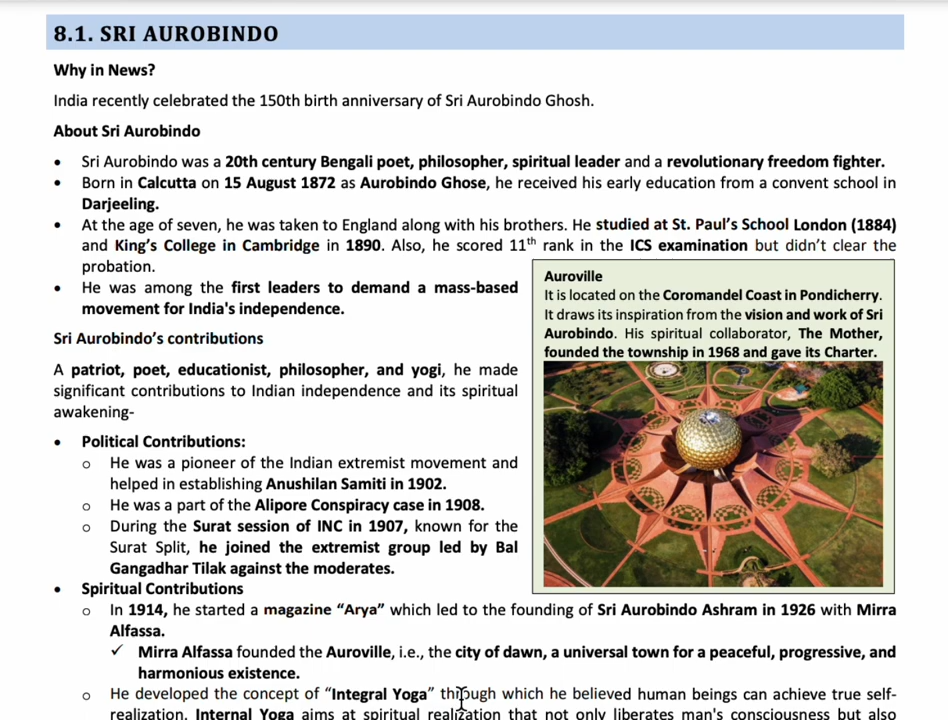 8.1. SRI AUROBINDO
Why in News?
India recently celebrated the 150th birth anniversary of Sri Aurobindo Ghosh.
About Sri Aurobindo
• Sri Aurobindo was a 20th century Bengali poet, philosopher, spiritual leader and a revolutionary freedom fighter.
• Born in Calcutta on 15 August 1872 as Aurobindo Ghose, he received his early education from a convent school in
Darjeeling.
• At the age of seven, he was taken to England along with his brothers. He studied at St. Paul's School London (1884)
and King's College in Cambridge in 1890. Also, he scored 11th rank in the ICS examination but didn't clear the
probation.
• He was among the first leaders to demand a mass-based
movement for India's independence.
Sri Aurobindo's contributions
A patriot, poet, educationist, philosopher, and yogi, he made
significant contributions to Indian independence and its spiritual
awakening-
• Political Contributions:
o He was a pioneer of the Indian extremist movement and
helped in establishing Anushilan Samiti in 1902.
o He was a part of the Alipore Conspiracy case in 1908.
o During the Surat session of INC in 1907, known for the
Surat Split, he joined the extremist group led by Bal
Gangadhar Tilak against the moderates.
Auroville
It is located on the Coromandel Coast in Pondicherry.
It draws its inspiration from the vision and work of Sri
Aurobindo. His spiritual collaborator, The Mother,
founded the township in 1968 and gave its Charter.
• Spiritual Contributions
o In 1914, he started a magazine "Arya" which led to the founding of Sri Aurobindo Ashram in 1926 with Mirra
Alfassa.
✓ Mirra Alfassa founded the Auroville, i.e., the city of dawn, a universal town for a peaceful, progressive, and
harmonious existence.
o He developed the concept of "Integral Yoga" through which he believed human beings can achieve true self-
realization. Internal Yoga aims at spiritual realization that not only liberates man's consciousness but also